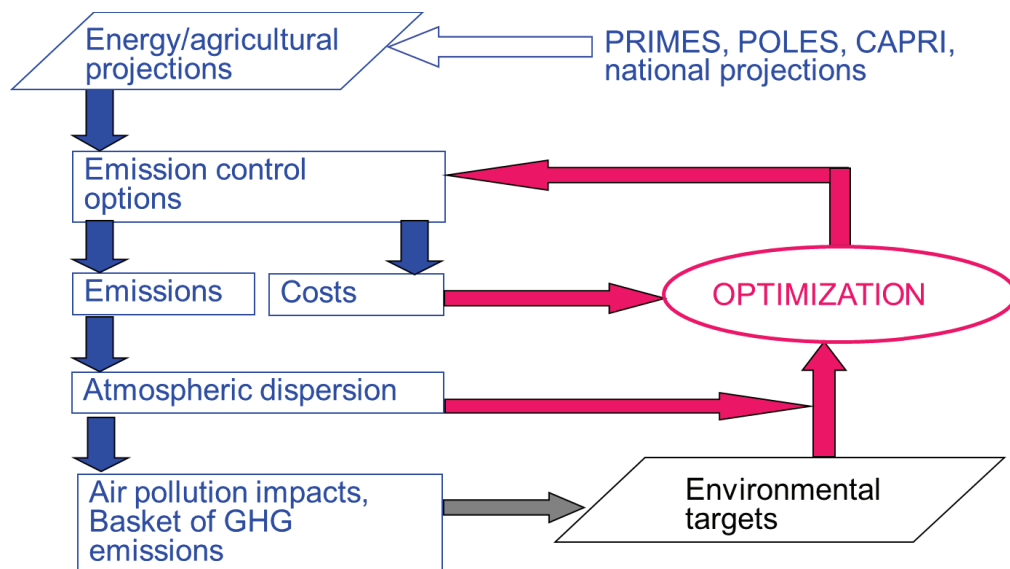 Energy/agricultural
projections
PRIMES, POLES, CAPRI,
national projections
Emission control
options
Emissions
Costs
OPTIMIZATION
Atmospheric dispersion
Air pollution impacts,
Basket of GHG
emissions
Environmental
targets